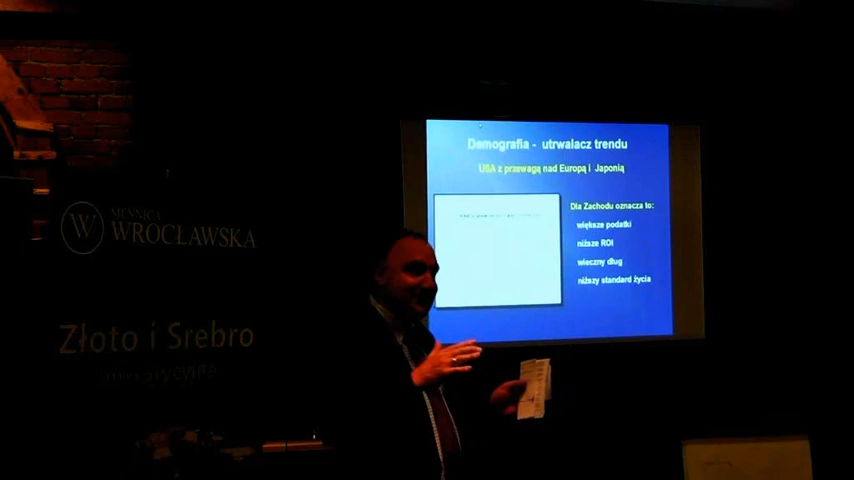 W
MENNICA
WROCŁAWSKA
Złoto i Srebro
Demografia - utrwalacz trendu
USA z przewagą nad Europą i Japonią
Dla Zachodu oznacza to:
większe podatki
niższe ROI
wieczny dług
niższy standard życia